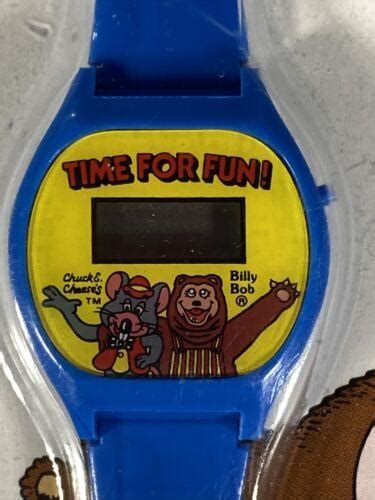 TIME FOR FUN!
Chuck E.
Cheese's
TM
Billy
Bob
®